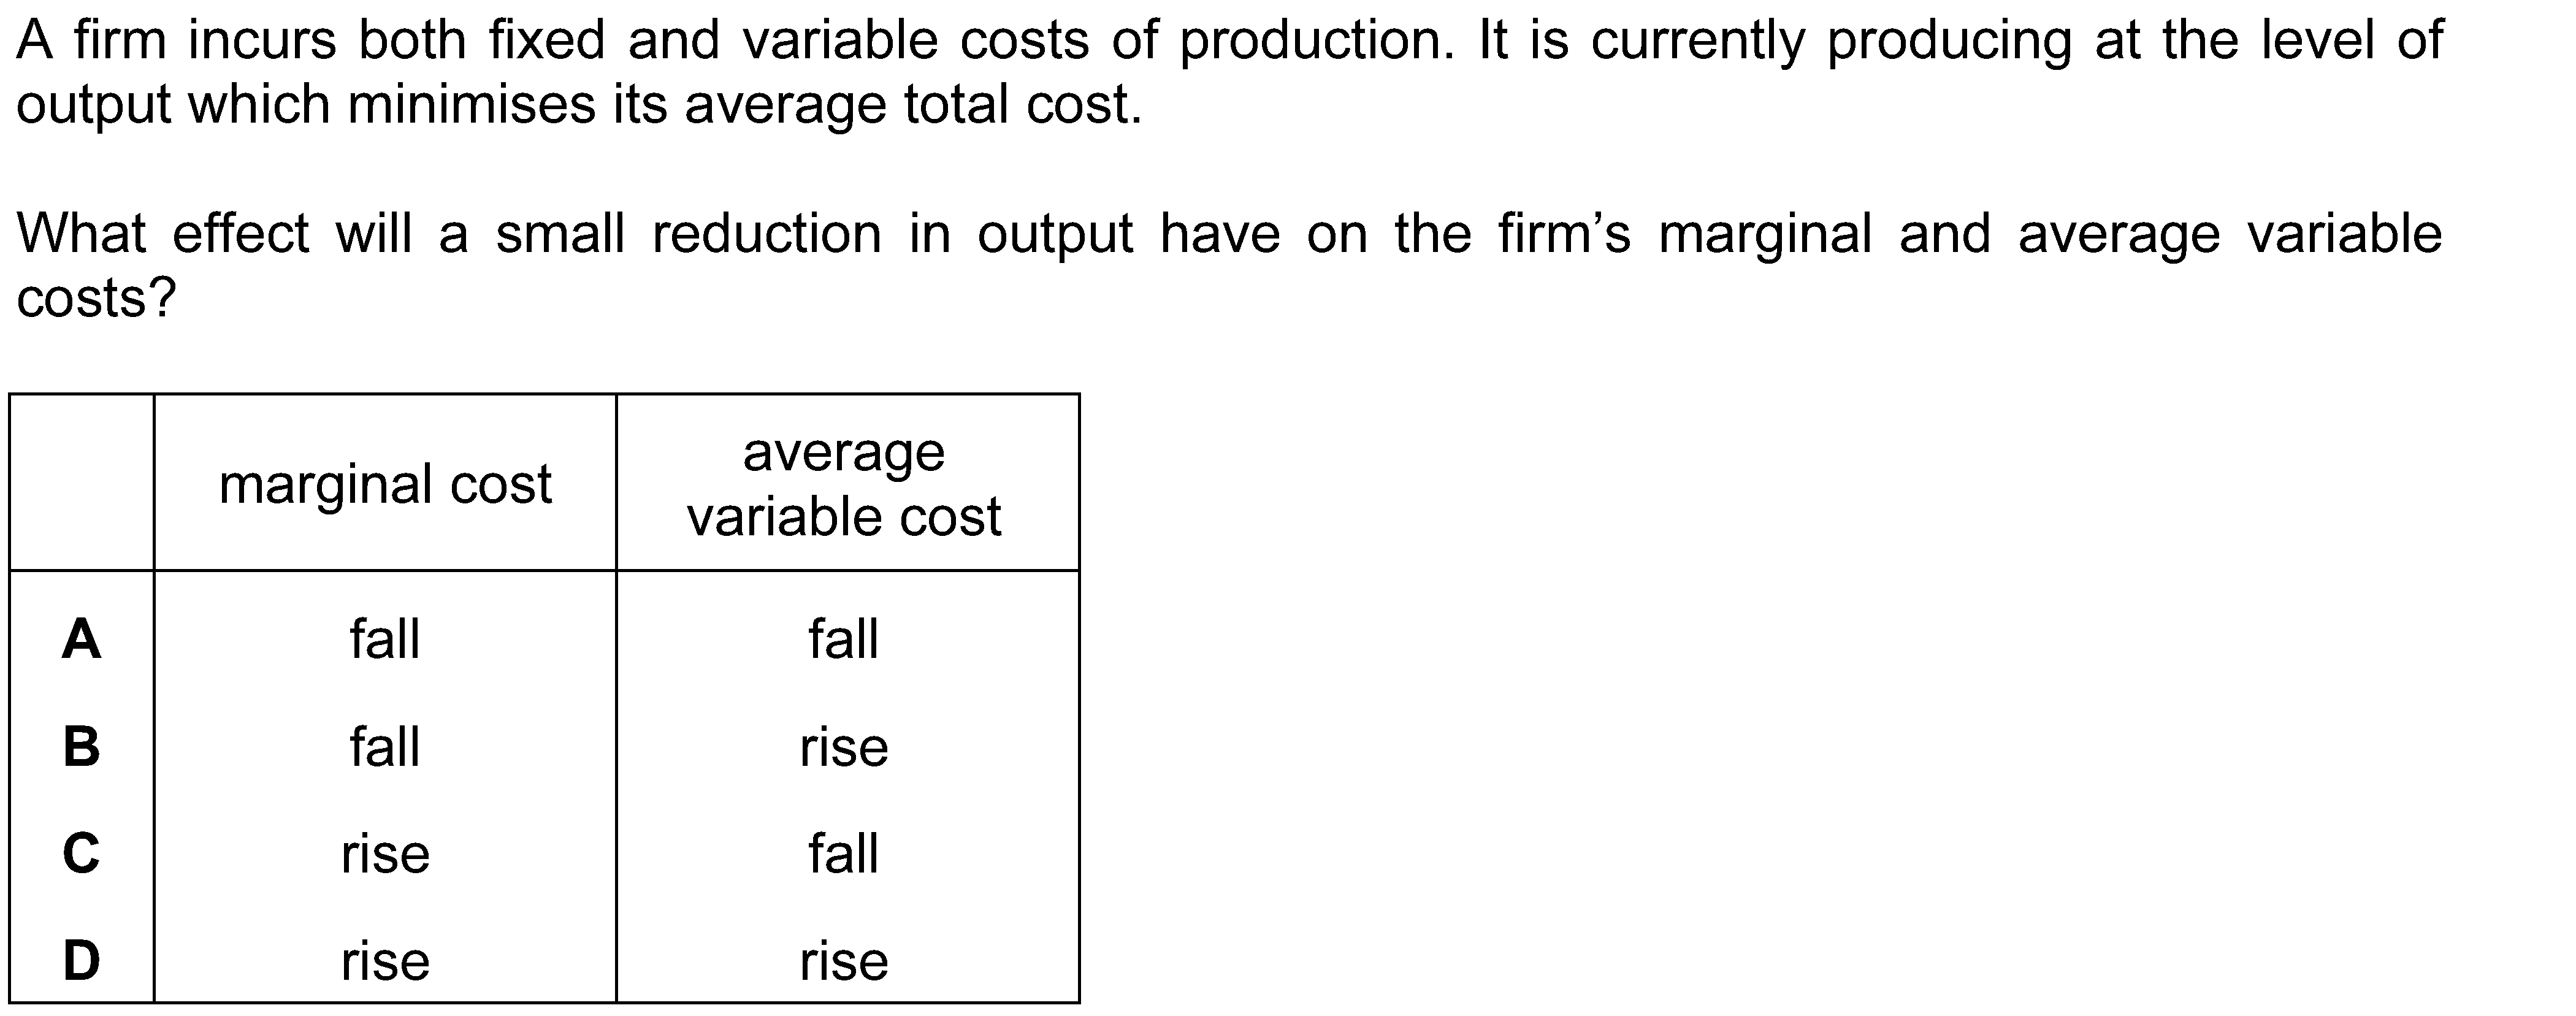 A firm incurs both fixed and variable costs of production. It is currently producing at the level of
output which minimises its average total cost.
What effect will a small reduction in output have on the firm’s marginal and average variable
costs?
marginal cost
average
variable cost
A fall fall
B fall rise
C rise fall
D rise rise